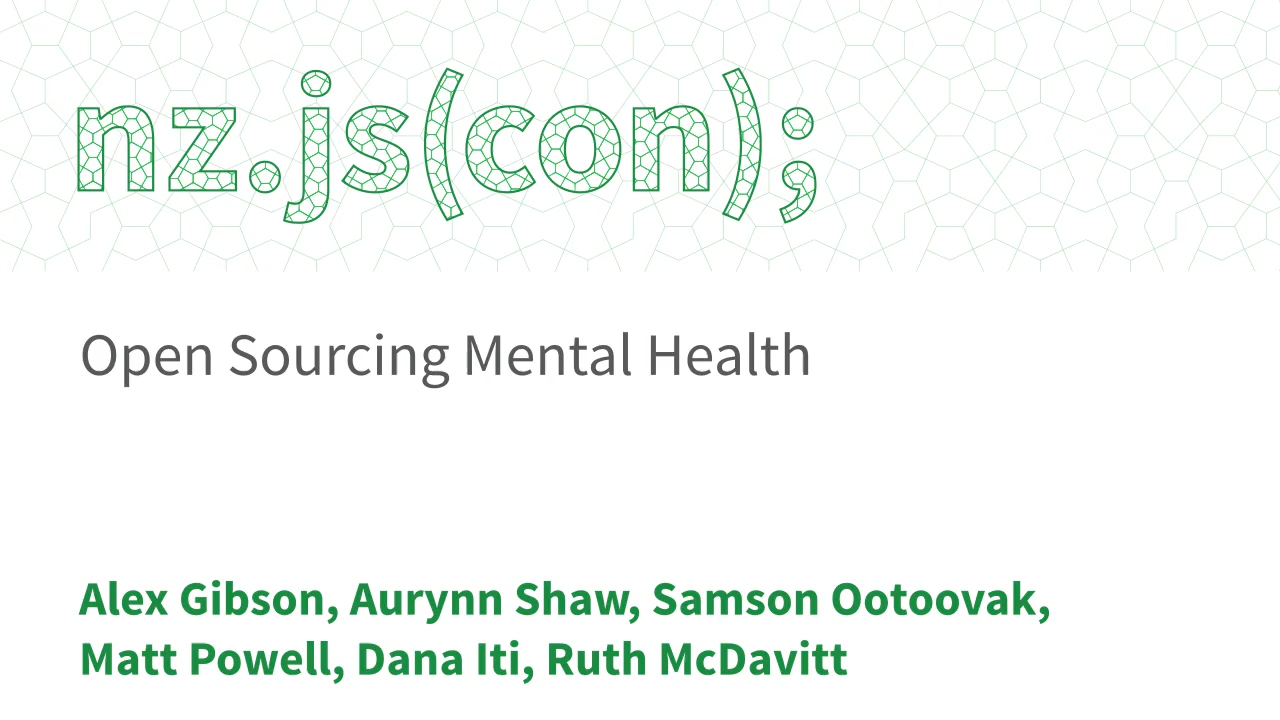 nz.js(con);
Open Sourcing Mental Health
Alex Gibson, Aurynn Shaw, Samson Ootoovak,
Matt Powell, Dana Iti, Ruth McDavitt